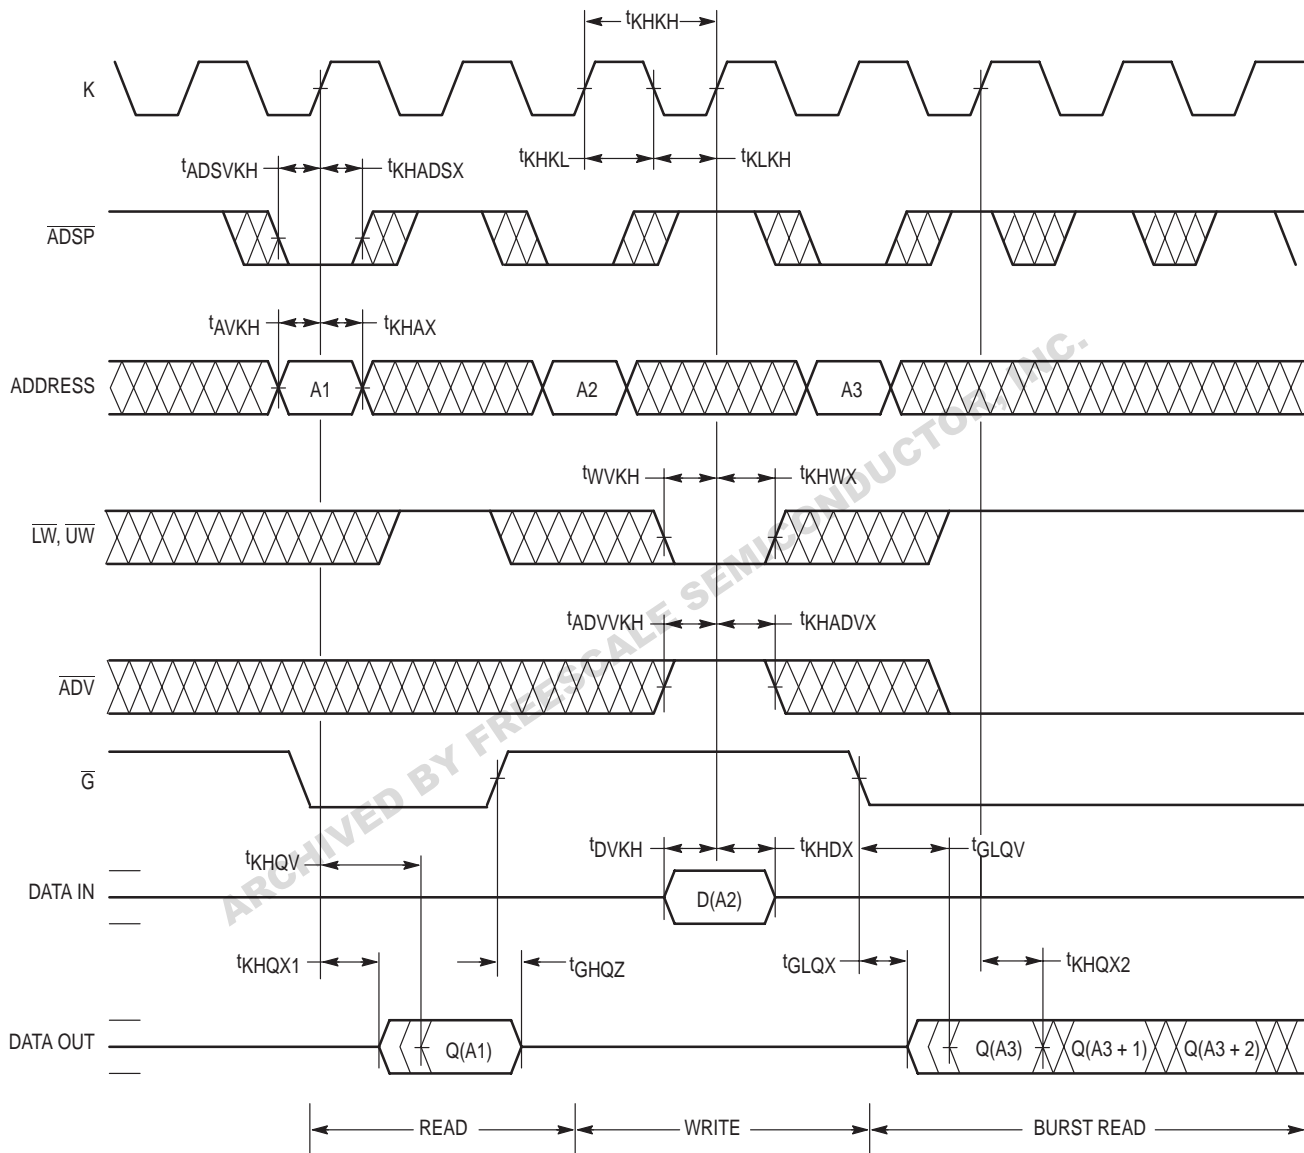 tKHKH
K
tKHKL tKLKH
tADSVKH tKHADSX
ADSP
tAVKH tKHAX
ADDRESS A1 A2 A3
tWVKH tKHWX
LW, UW
tADVVKH tKHADVX
ADV
G
tKHQV tDVKH tKHDX tGLQV
DATA IN D(A2)
tKHQX1 tGHQZ tGLQX tKHQX2
DATA OUT Q(A1) Q(A3) Q(A3 + 1) Q(A3 + 2)
READ WRITE BURST READ
ARCHIVED BY FREESCALE SEMICONDUCTOR, INC.